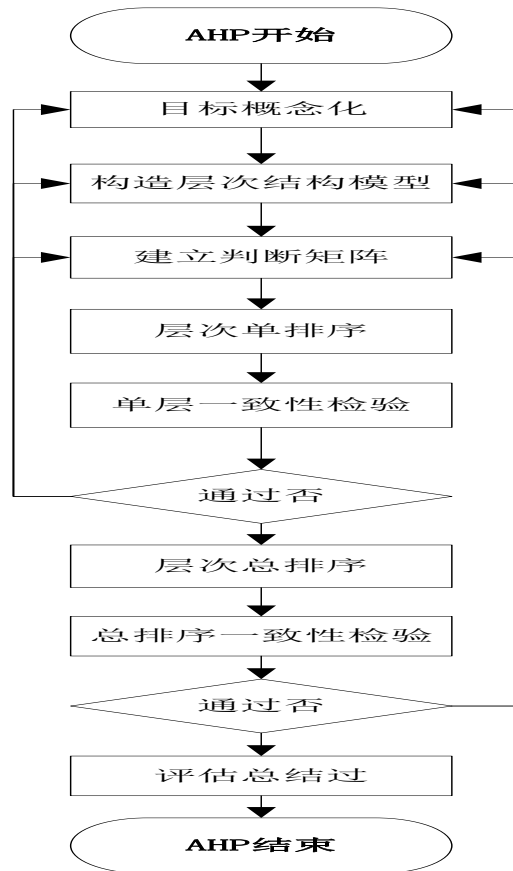 AHP开始
目标概念化
构造层次结构模型
建立判断矩阵
层次单排序
单层一致性检验
通过否
层次总排序
总排序一致性检验
通过否
评估总结过
AHP结束